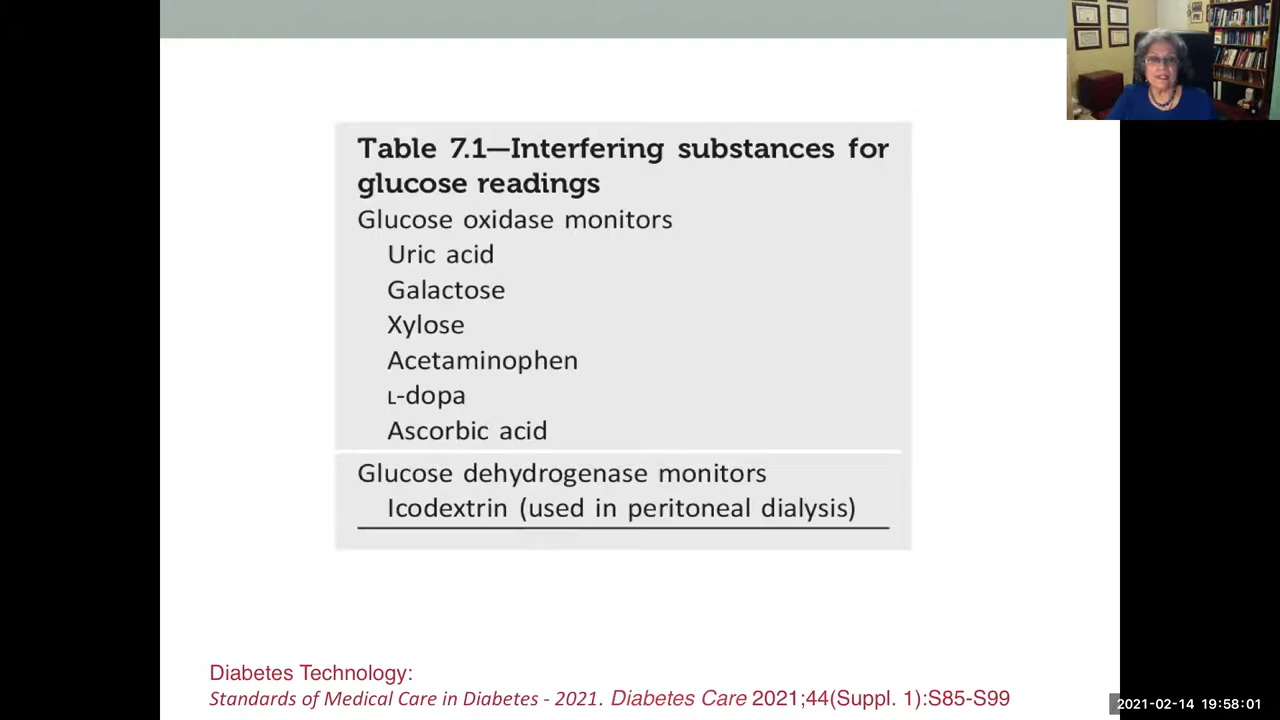 Table 7.1—Interfering substances for
glucose readings
Glucose oxidase monitors
Uric acid
Galactose
Xylose
Acetaminophen
L-dopa
Ascorbic acid
Glucose dehydrogenase monitors
Icodextrin (used in peritoneal dialysis)
Diabetes Technology:
Standards of Medical Care in Diabetes - 2021. Diabetes Care 2021;44(Suppl. 1):S85-S99
2021-02-14 19:58:01